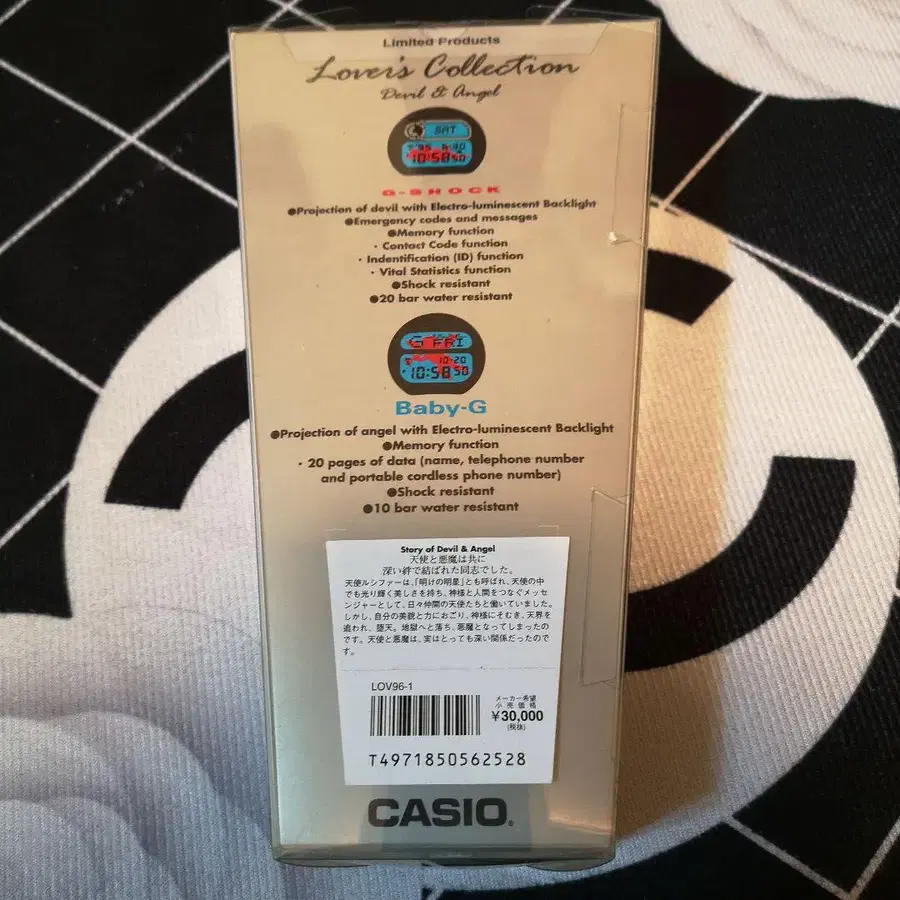 Limited Products
Lover's Collection
Devil & Angel
SAT
10:58 50
G-SHOCK
●Projection of devil with Electro-luminescent Backlight
●Emergency codes and messages
●Memory function
・Contact Code function
・Indentification (ID) function
・Vital Statistics function
●Shock resistant
●20 bar water resistant
G FRI
10-20
10:58 50
Baby-G
●Projection of angel with Electro-luminescent Backlight
●Memory function
・20 pages of data (name, telephone number
and portable cordless phone number)
●Shock resistant
●10 bar water resistant
Story of Devil & Angel
天使と悪魔は共に
深い絆で結ばれた同志でした。
天使ルシファーは、「明けの明星」とも呼ばれ、天使の中
でも光り輝く美しさを持ち、神様と人間をつなぐメッセ
ンジャーとして、日々仲間の天使たちと働いていました。
しかし、自分の美貌と力におごり、神様にそむき、天界を
追われ、堕天。地獄へと落ち、悪魔となってしまったの
です。天使と悪魔は、実はとっても深い関係だったので
す。
LOV96-1
メーカー希望
小売価格
¥30,000
(税抜)
T4971850562528
CASIO